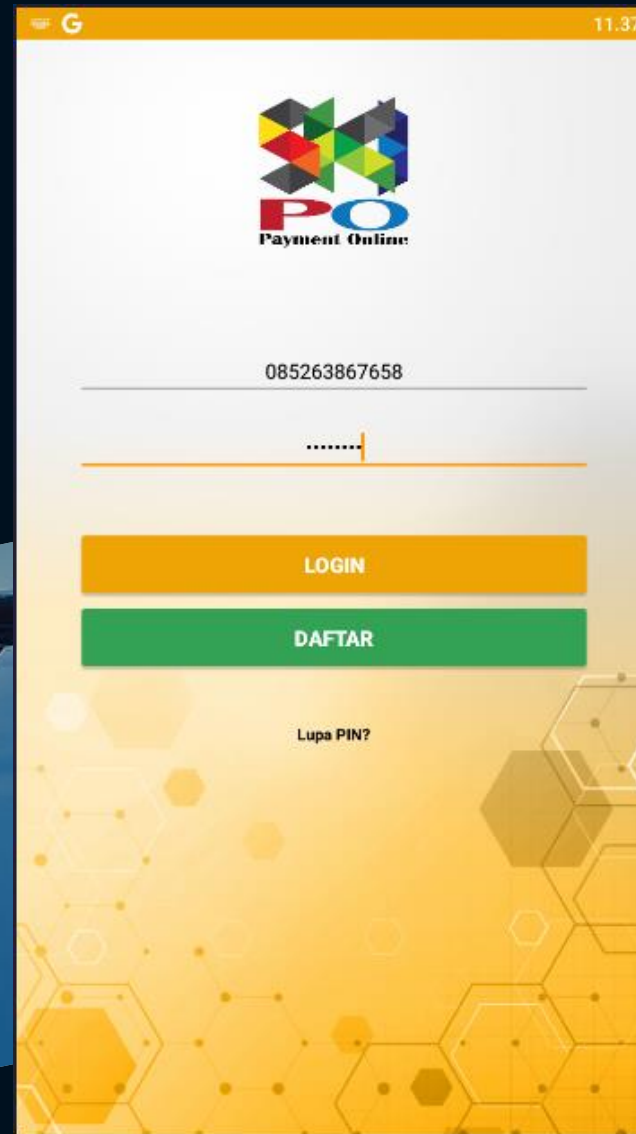 G
11.37
PO
Payment Online
085263867658
••••••••
LOGIN
DAFTAR
Lupa PIN?